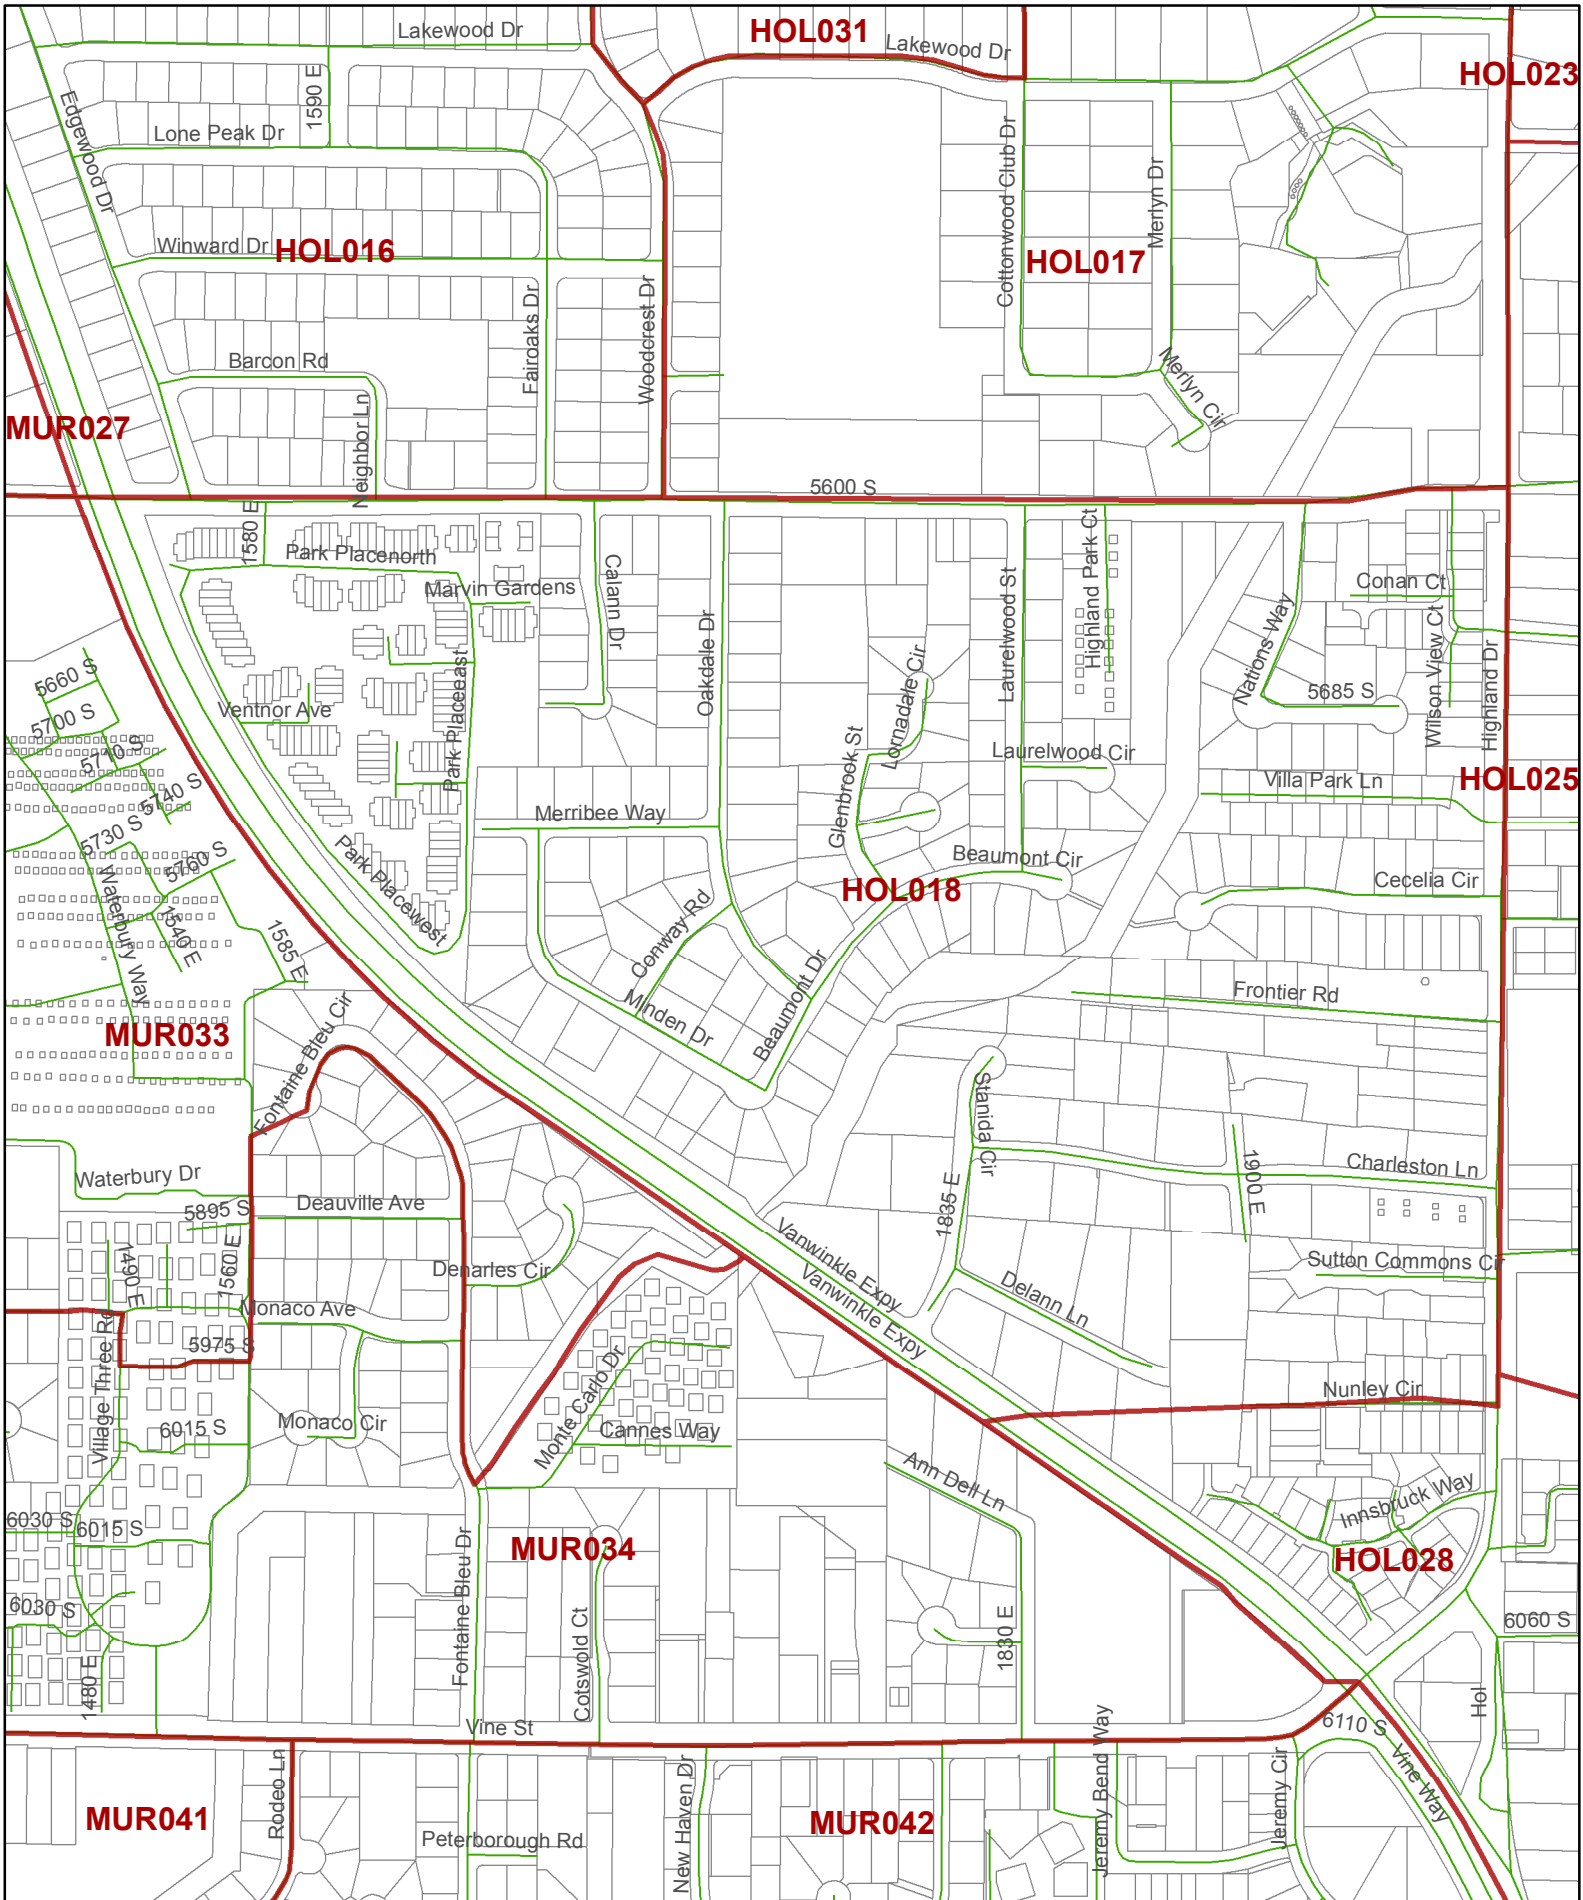 Lakewood Dr
HOL031
Lakewood Dr
HOL023
1590 E
Edgewood Dr
Lone Peak Dr
Cottonwood Club Dr
Merlyn Dr
Winward Dr
HOL016
HOL017
Fairoaks Dr
Woodcrest Dr
Barcon Rd
Merlyn Cir
MUR027
Neighbor Ln
5600 S
1580 E
Park Placenorth
Marvin Gardens
Calann Dr
Oakdale Dr
Laurelwood St
Highland Park Ct
Conan Ct
Nations Way
Wilson View Ct
Highland Dr
5660 S
5700 S
Ventnor Ave
Park Placeeast
Lornadale Cir
5685 S
5710 S
5740 S
Glenbrook St
Laurelwood Cir
Villa Park Ln
HOL025
Merribee Way
5730 S
5760 S
Park Placewest
Beaumont Cir
HOL018
Cecelia Cir
Waterbury Way
1540 E
1585 E
Conway Rd
Minden Dr
Beaumont Dr
Frontier Rd
MUR033
Fontaine Bleu Cir
Stanida Cir
Waterbury Dr
Charleston Ln
1900 E
1835 E
5895 S
Deauville Ave
1490 E
1560 E
Denarles Cir
Vanwinkle Expy
Vanwinkle Expy
Sutton Commons Cir
Delann Ln
Monaco Ave
5975 S
Village Three Rd
Monte Carlo Dr
Nunley Cir
6015 S
Monaco Cir
Cannes Way
Ann Dell Ln
Innsbruck Way
6030 S
6015 S
MUR034
HOL028
Fontaine Bleu Dr
6030 S
Cotswold Ct
1830 E
6060 S
1480 E
Hol
Vine St
6110 S
Vine Way
Rodeo Ln
MUR041
Peterborough Rd
New Haven Dr
MUR042
Jeremy Bend Way
Jeremy Cir